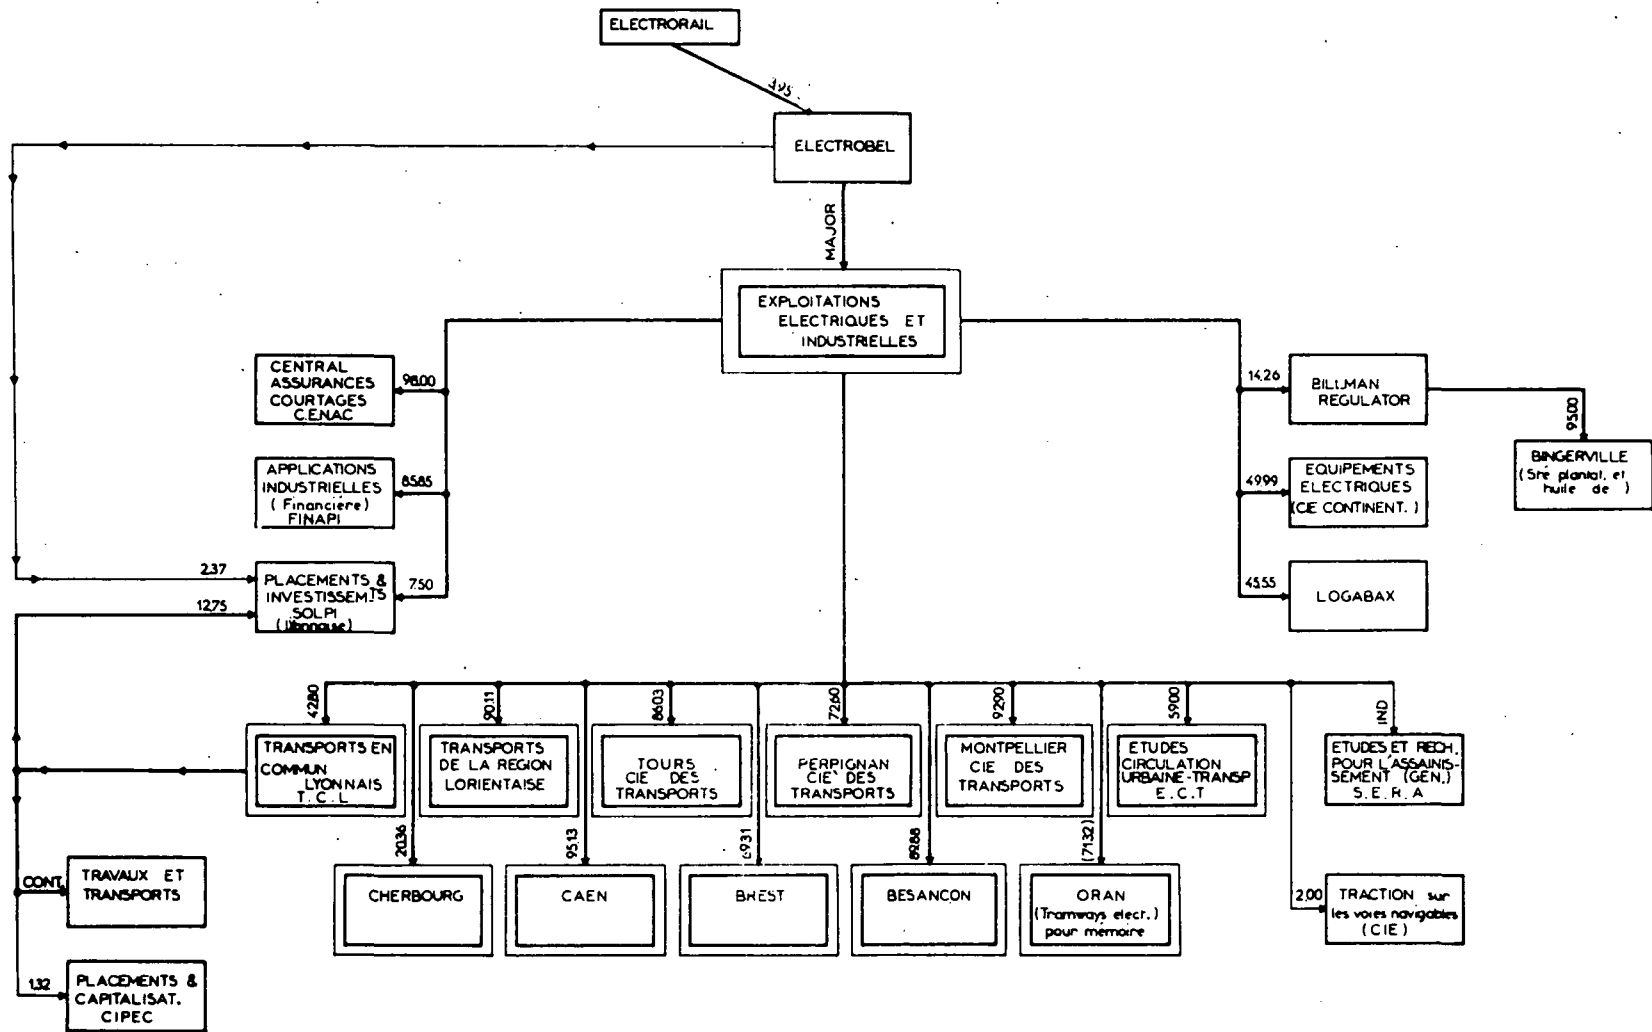 ELECTRORAIL
3,95
ELECTROBEL
MAJOR
EXPLOITATIONS
ELECTRIQUES ET
INDUSTRIELLES
CENTRAL
ASSURANCES
COURTAGES
C.E.NAC
98,00
14,26
BILLMAN
REGULATOR
95,00
BINGERVILLE
(Sté plantat. et
huile de )
APPLICATIONS
INDUSTRIELLES
( Financière )
FINAPI
85,85
49,99
EQUIPEMENTS
ELECTRIQUES
(CIE CONTINENT. )
2,37
12,75
PLACEMENTS &
INVESTISSEM-TS
SOLPI
7,50
45,55
LOGABAX
42,80
90,11
86,03
72,60
92,90
59,00
IND
TRANSPORTS EN
COMMUN
LYONNAIS
T. C. L
TRANSPORTS
DE LA REGION
LORIENTAISE
TOURS
CIE DES
TRANSPORTS
PERPIGNAN
CIE DES
TRANSPORTS
MONTPELLIER
CIE DES
TRANSPORTS
ETUDES
CIRCULATION
URBAINE-TRANSP
E. C. T
ETUDES ET RECH.
POUR L'ASSAINIS-
SEMENT (GEN.)
S. E. R. A
20,36
95,13
89,88
(71,32)
CONT.
TRAVAUX ET
TRANSPORTS
CHERBOURG
CAEN
BREST
BESANÇON
ORAN
(Tramways elect.)
pour mémoire
2,00
TRACTION sur
les voies navigables
(CIE)
1,32
PLACEMENTS &
CAPITALISAT.
CIPEC